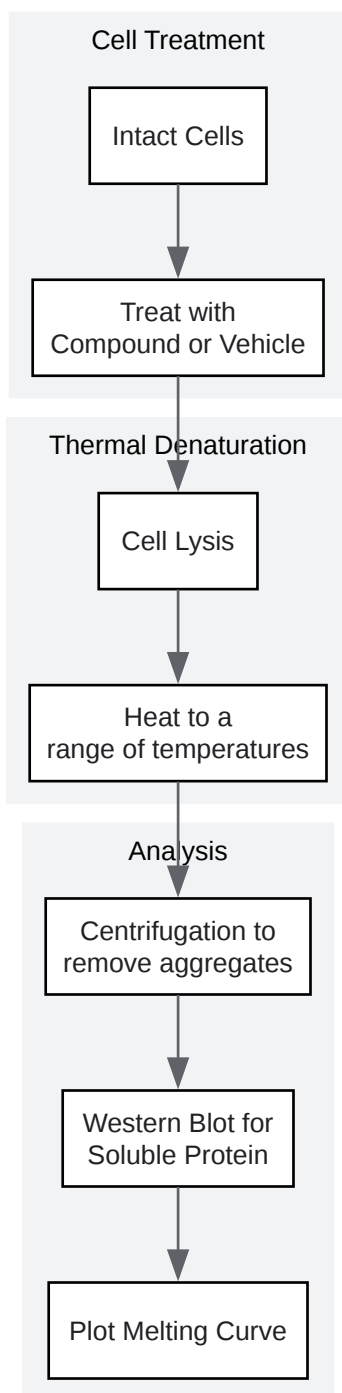 Cell Treatment
Intact Cells
Treat with
Compound or Vehicle
Thermal Denaturation
Cell Lysis
Heat to a
range of temperatures
Analysis
Centrifugation to
remove aggregates
Western Blot for
Soluble Protein
Plot Melting Curve